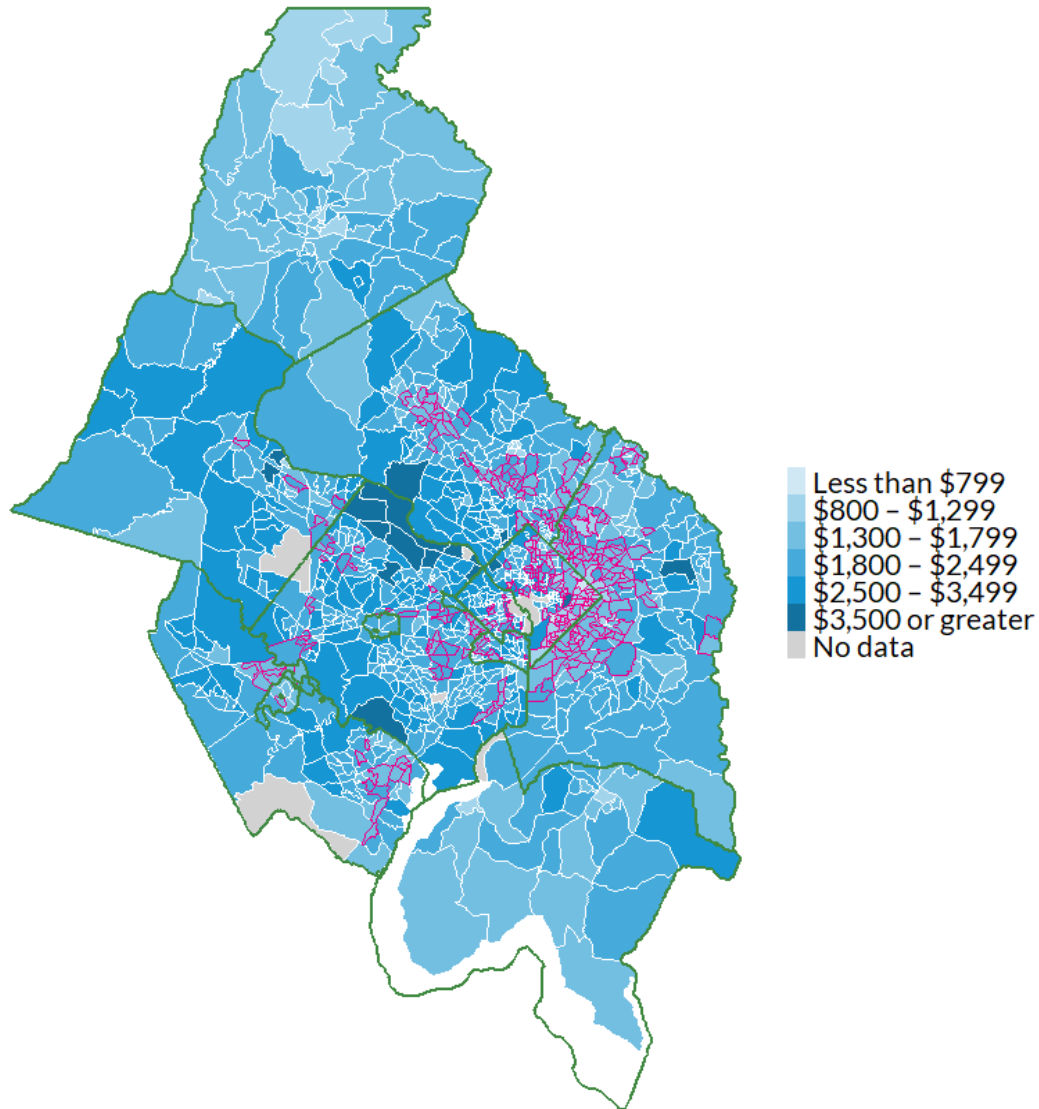 Less than $799
$800 – $1,299
$1,300 – $1,799
$1,800 – $2,499
$2,500 – $3,499
$3,500 or greater
No data